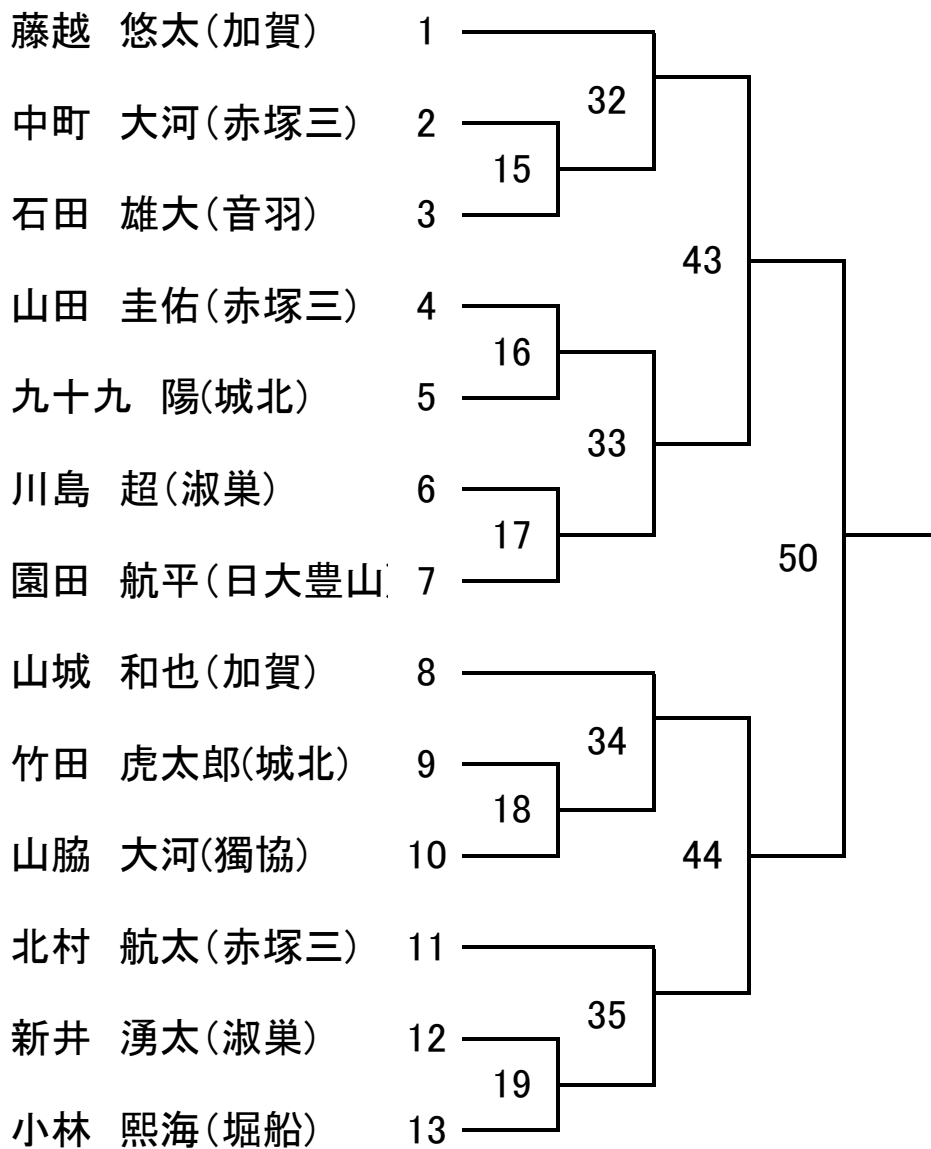 藤越　悠太（加賀）　1
32
中町　大河（赤塚三）　2
15
石田　雄大（音羽）　3
43
山田　圭佑（赤塚三）　4
16
九十九　陽(城北）　5
33
川島　超（淑巣）　6
17
50
園田　航平（日大豊山）　7
山城　和也（加賀）　8
34
竹田　虎太郎(城北）　9
18
山脇　大河(獨協）　10
44
北村　航太（赤塚三）　11
35
新井　湧太（淑巣）　12
19
小林　熙海（堀船）　13